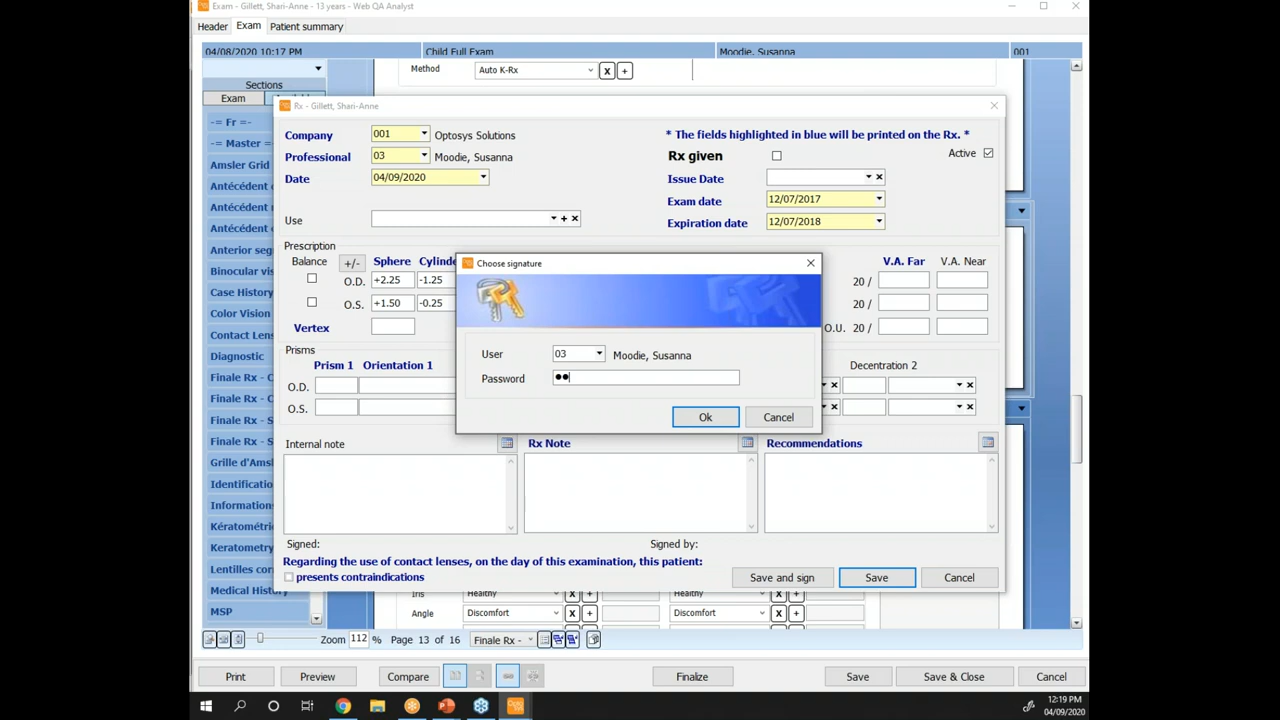 Exam - Gillett, Shari-Anne - 13 years - Web QA Analyst
Header Exam Patient summary
04/08/2020 10:17 PM Child Full Exam Moodie, Susanna 001
Method Auto K-Rx X +
Sections
Exam
-= Fr =-
-= Master =-
Amsler Grid
Antécédent
Antécédent
Antécédent
Anterior seg
Binocular vis
Case History
Color Vision
Contact Lens
Finale Rx - C
Finale Rx - C
Finale Rx - S
Finale Rx - S
Grille d'Ams
Identification
Informations
Kératométri
Keratometry
Lentilles cor
Medical History
MSP
Rx - Gillett, Shari-Anne
Company 001 Optosys Solutions * The fields highlighted in blue will be printed on the Rx. *
Professional 03 Moodie, Susanna Rx given Active
Date 04/09/2020 Issue Date
Exam date 12/07/2017
Use Expiration date 12/07/2018
Prescription
Balance +/- Sphere Cylinde V.A. Far V.A. Near
O.D. +2.25 -1.25 20 /
O.S. +1.50 -0.25 20 /
Vertex O.U. 20 /
Prisms
Prism 1 Orientation 1 Decentration 2
O.D.
O.S.
Choose signature
User 03 Moodie, Susanna
Password ●●
Ok Cancel
Internal note Rx Note Recommendations
Signed: Signed by:
Regarding the use of contact lenses, on the day of this examination, this patient:
presents contraindications
Save and sign Save Cancel
Iris Healthy X + Healthy X +
Angle Discomfort X + Discomfort X +
Zoom 112 % Page 13 of 16 Finale Rx -
Print Preview Compare Finalize Save Save & Close Cancel
12:19 PM
04/09/2020